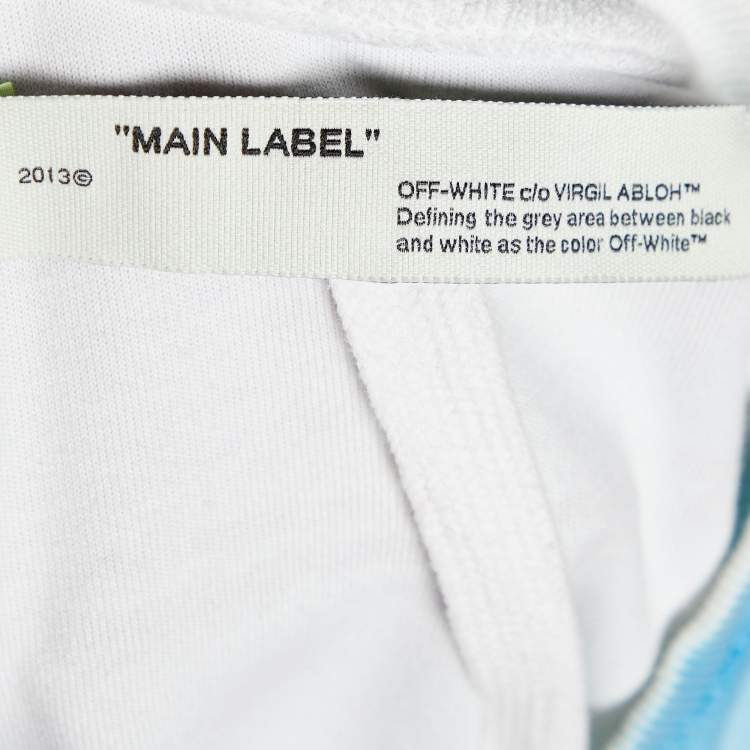 "MAIN LABEL"
2013©
OFF-WHITE c/o VIRGIL ABLOH™
Defining the grey area between black
and white as the color Off-White™